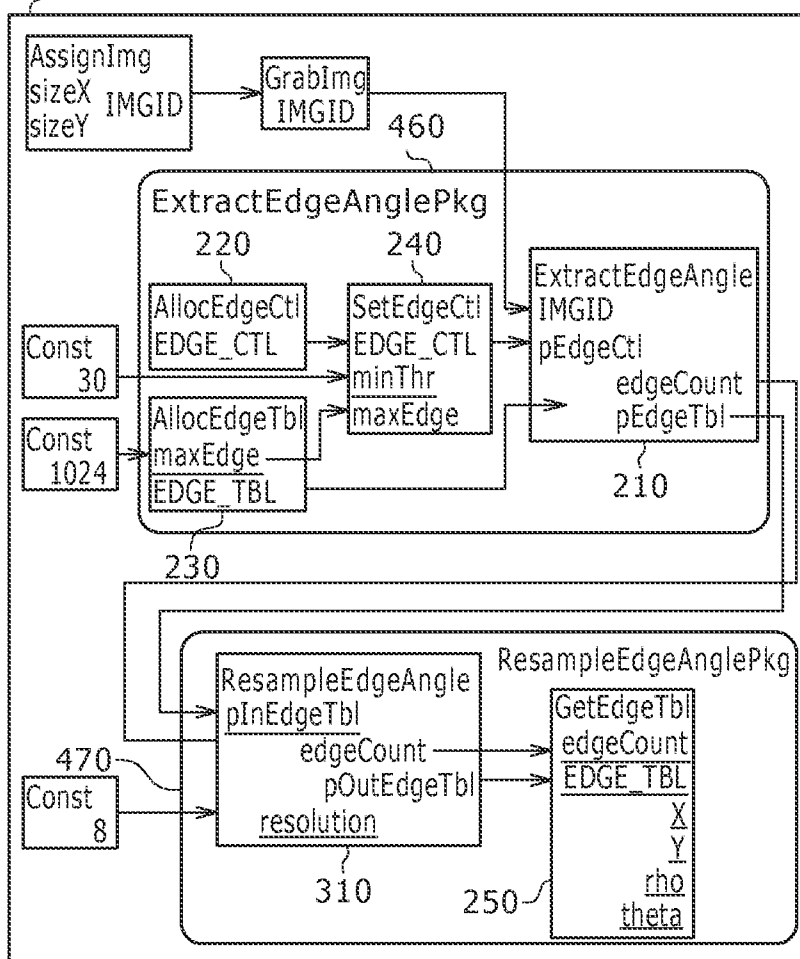 AssignImg
sizeX
IMGID
sizeY
GrabImg
IMGID
460
ExtractEdgeAnglePkg
220
240
AllocEdgeCtl
EDGE_CTL
SetEdgeCtl
EDGE_CTL
minThr
maxEdge
ExtractEdgeAngle
IMGID
pEdgeCtl
edgeCount
pEdgeTbl
Const
30
Const
1024
AllocEdgeTbl
maxEdge
EDGE_TBL
210
230
ResampleEdgeAnglePkg
ResampleEdgeAngle
pInEdgeTbl
edgeCount
pOutEdgeTbl
resolution
GetEdgeTbl
edgeCount
EDGE_TBL
X
Y
rho
theta
470
Const
8
310
250